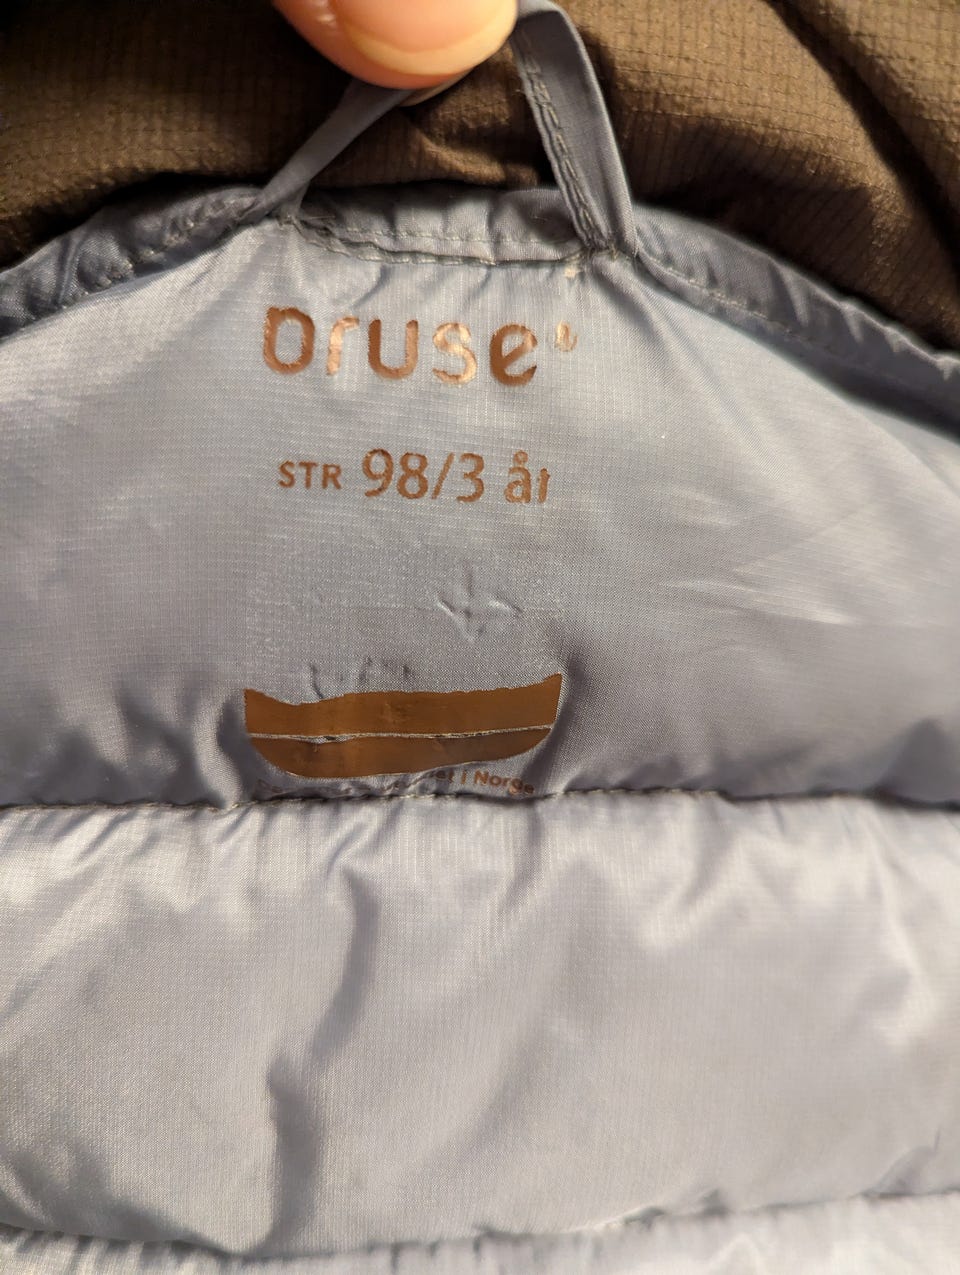 oruse
STR 98/3 år
i Norge